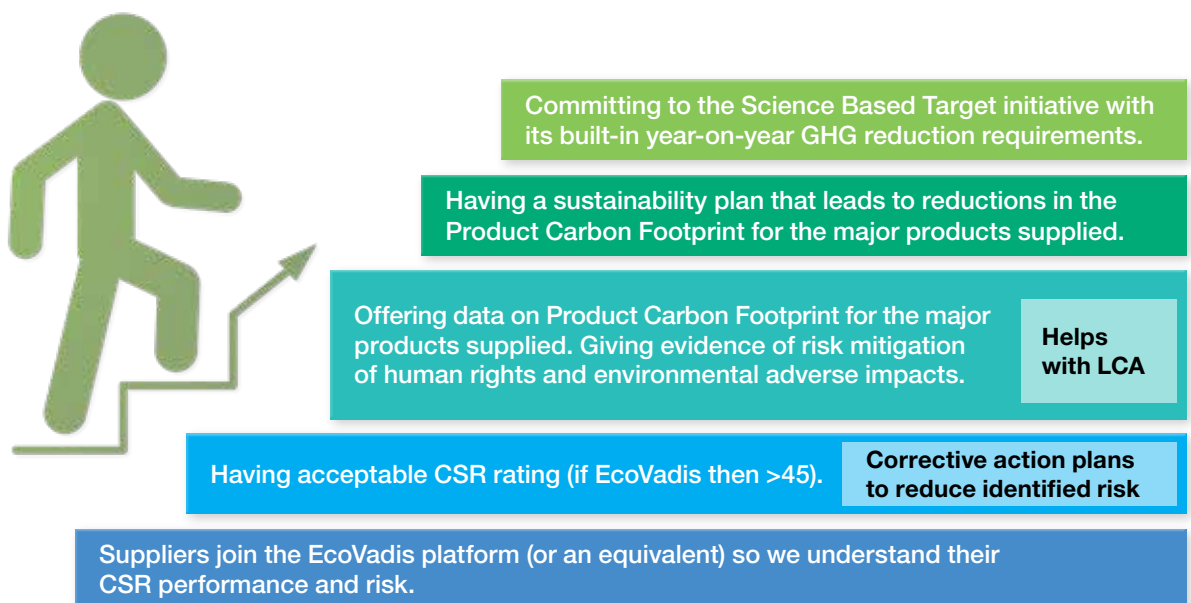 Committing to the Science Based Target initiative with
its built-in year-on-year GHG reduction requirements.
Having a sustainability plan that leads to reductions in the
Product Carbon Footprint for the major products supplied.
Offering data on Product Carbon Footprint for the major
products supplied. Giving evidence of risk mitigation
of human rights and environmental adverse impacts.
Helps
with LCA
Having acceptable CSR rating (if EcoVadis then >45).
Corrective action plans
to reduce identified risk
Suppliers join the EcoVadis platform (or an equivalent) so we understand their
CSR performance and risk.